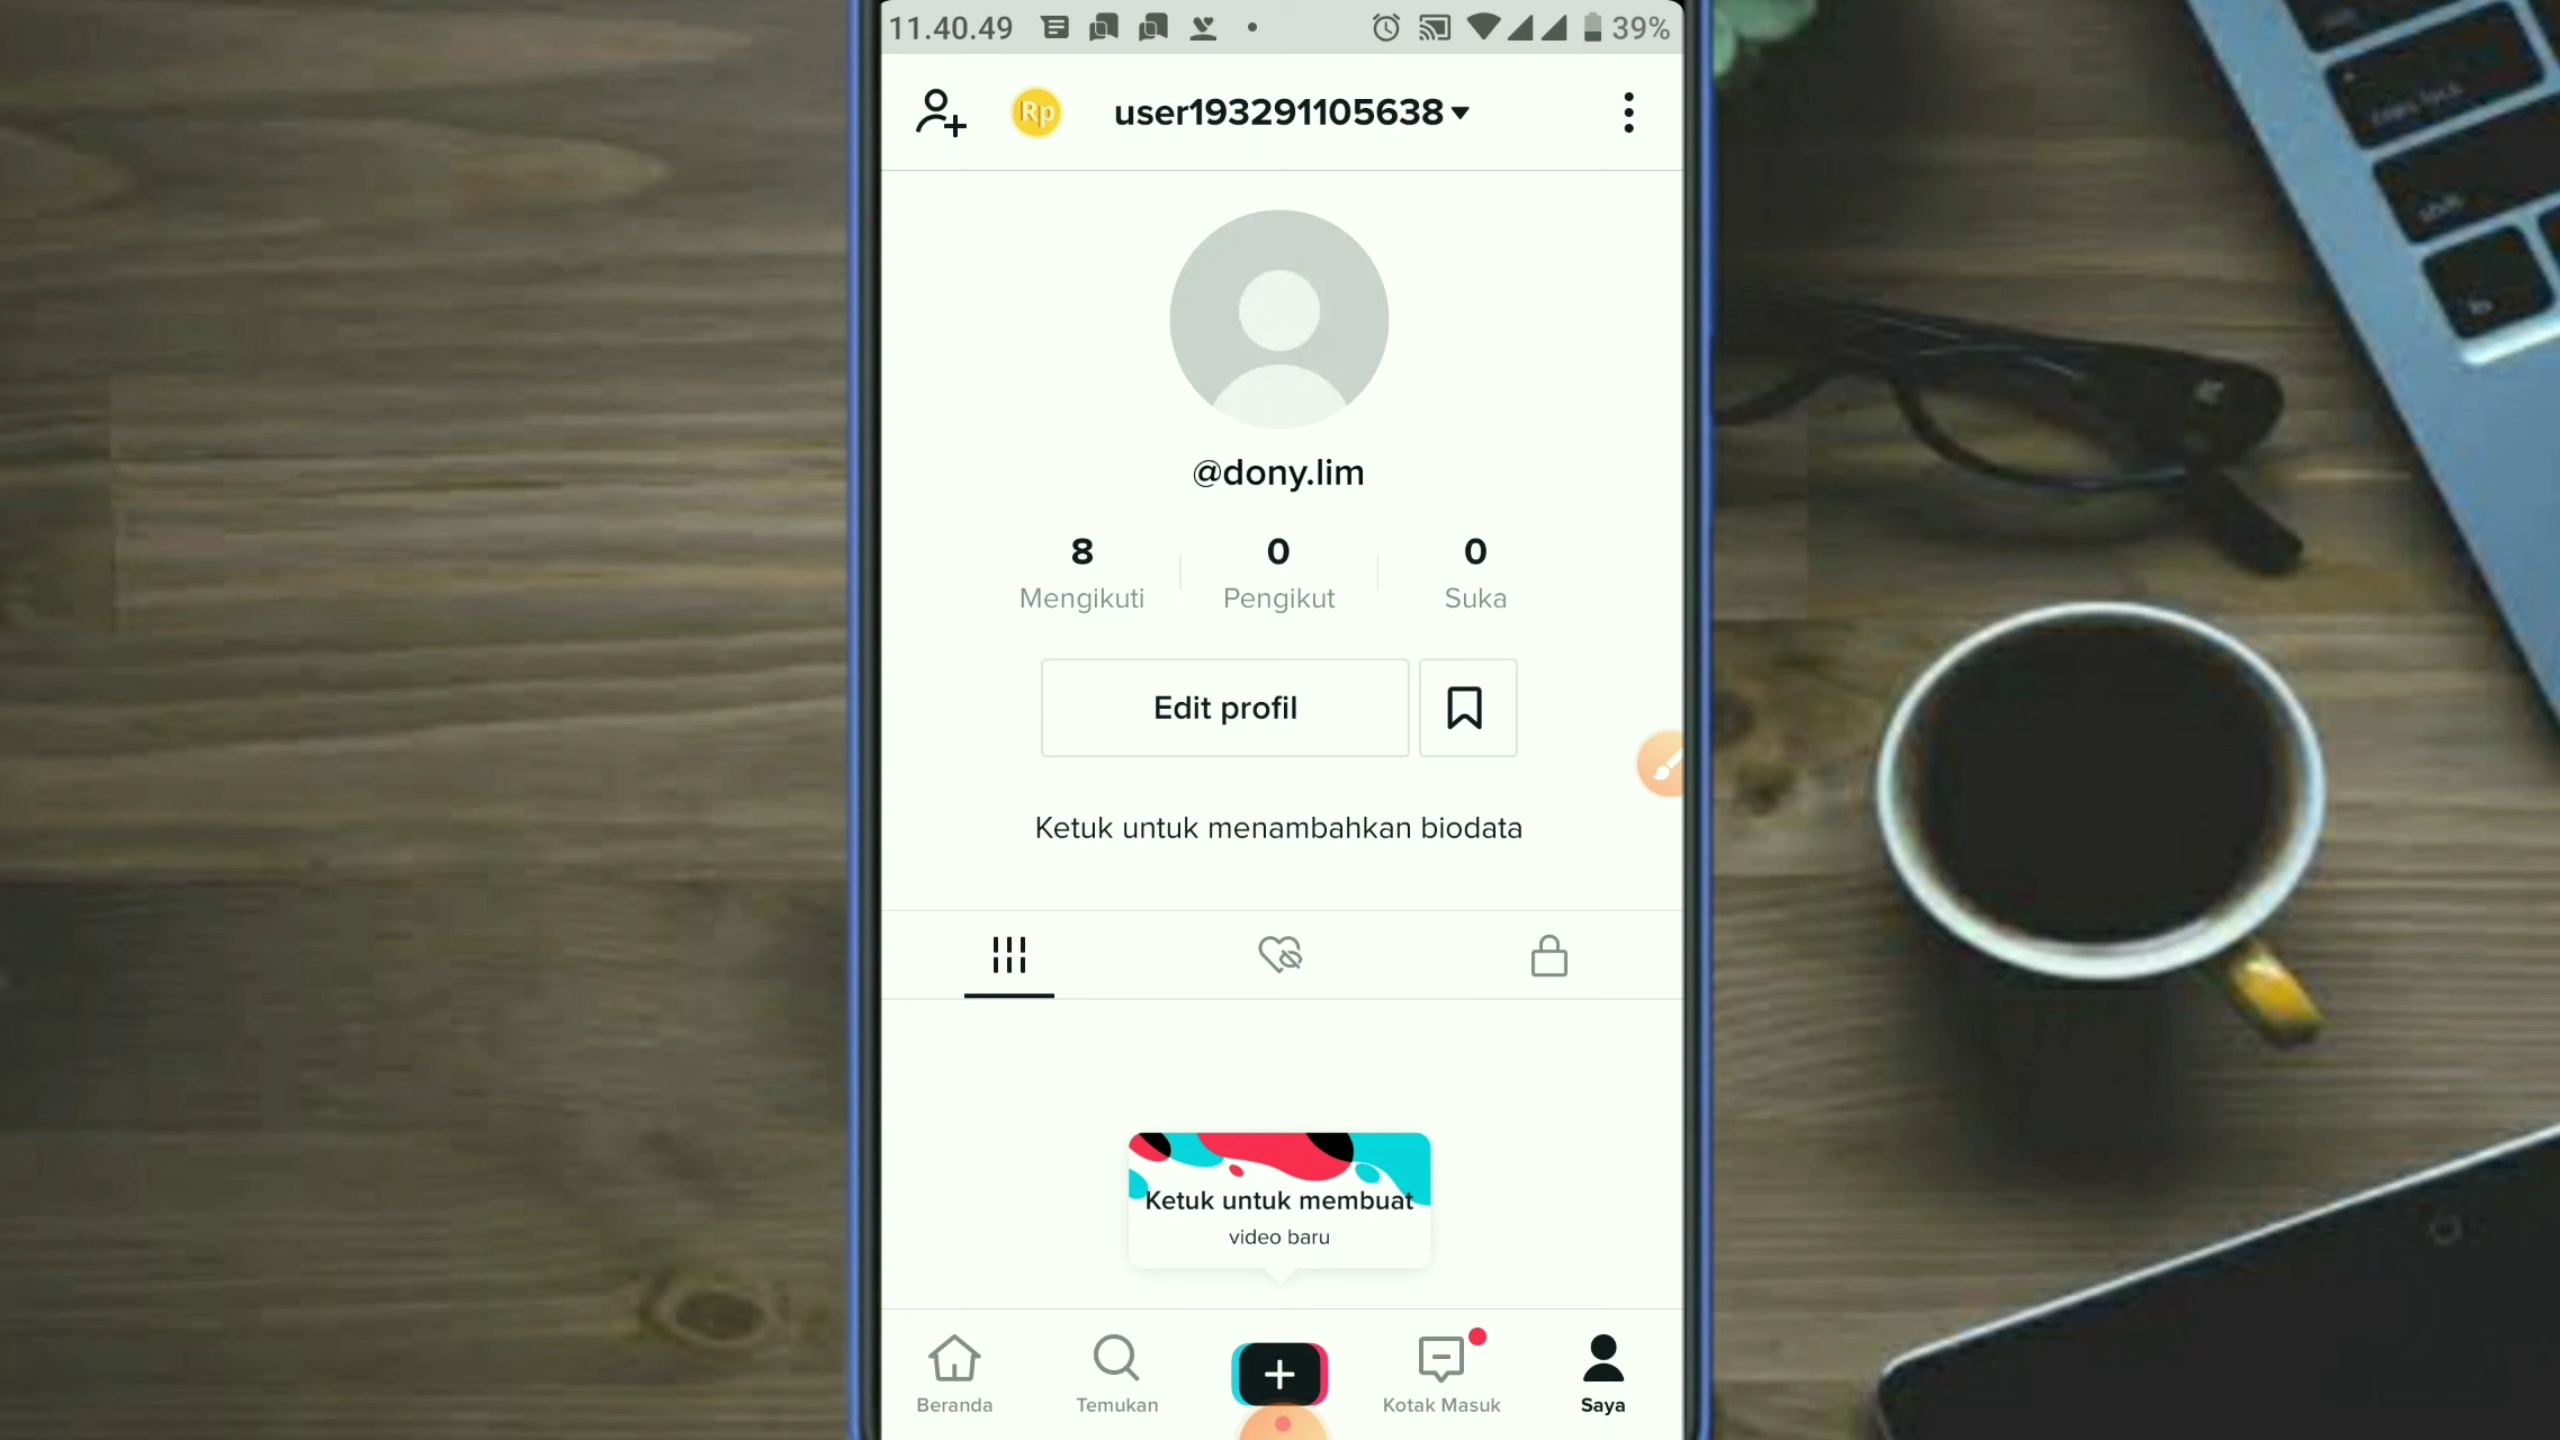 11.40.49
39%
Rp
user193291105638
@dony.lim
8
0
0
Mengikuti
Pengikut
Suka
Edit profil
Ketuk untuk menambahkan biodata
Ketuk untuk membuat
video baru
Beranda
Temukan
Kotak Masuk
Saya